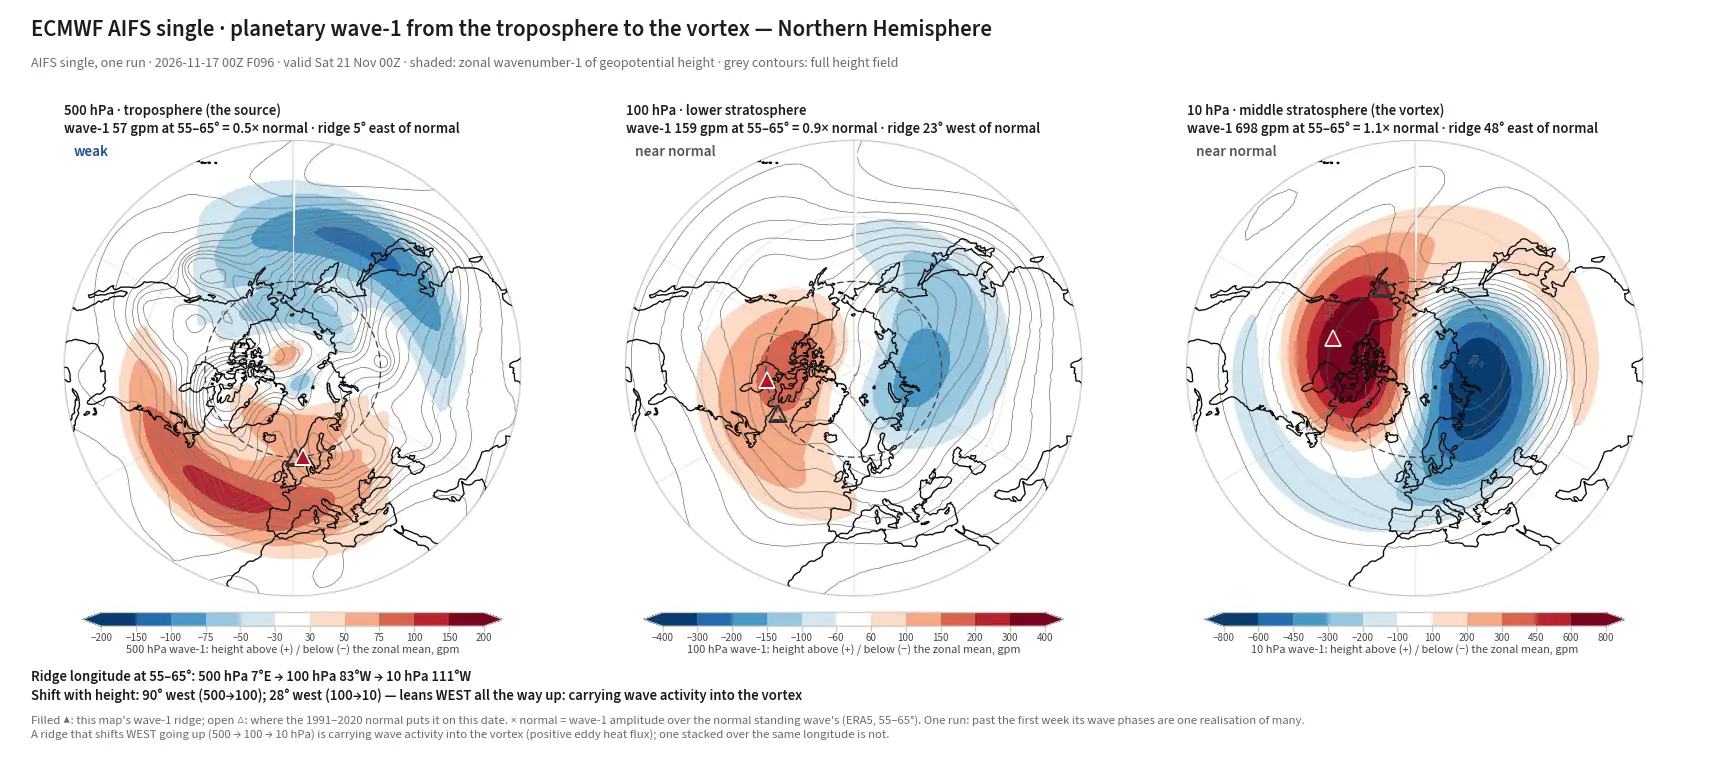 ECMWF AIFS single · planetary wave-1 from the troposphere to the vortex — Northern Hemisphere
AIFS single, one run · 2026-11-17 00Z F096 · valid Sat 21 Nov 00Z · shaded: zonal wavenumber-1 of geopotential height · grey contours: full height field
500 hPa · troposphere (the source)
wave-1 57 gpm at 55–65° = 0.5× normal · ridge 5° east of normal
weak
100 hPa · lower stratosphere
wave-1 159 gpm at 55–65° = 0.9× normal · ridge 23° west of normal
near normal
10 hPa · middle stratosphere (the vortex)
wave-1 698 gpm at 55–65° = 1.1× normal · ridge 48° east of normal
near normal
−200 −150 −100 −75 −50 −30 30 50 75 100 150 200
500 hPa wave-1: height above (+) / below (−) the zonal mean, gpm
−400 −300 −200 −150 −100 −60 60 100 150 200 300 400
100 hPa wave-1: height above (+) / below (−) the zonal mean, gpm
−800 −600 −450 −300 −200 −100 100 200 300 450 600 800
10 hPa wave-1: height above (+) / below (−) the zonal mean, gpm
Ridge longitude at 55–65°: 500 hPa 7°E → 100 hPa 83°W → 10 hPa 111°W
Shift with height: 90° west (500→100); 28° west (100→10) — leans WEST all the way up: carrying wave activity into the vortex
Filled ▲: this map's wave-1 ridge; open △: where the 1991–2020 normal puts it on this date. × normal = wave-1 amplitude over the normal standing wave's (ERA5, 55–65°). One run: past the first week its wave phases are one realisation of many.
A ridge that shifts WEST going up (500 → 100 → 10 hPa) is carrying wave activity into the vortex (positive eddy heat flux); one stacked over the same longitude is not.